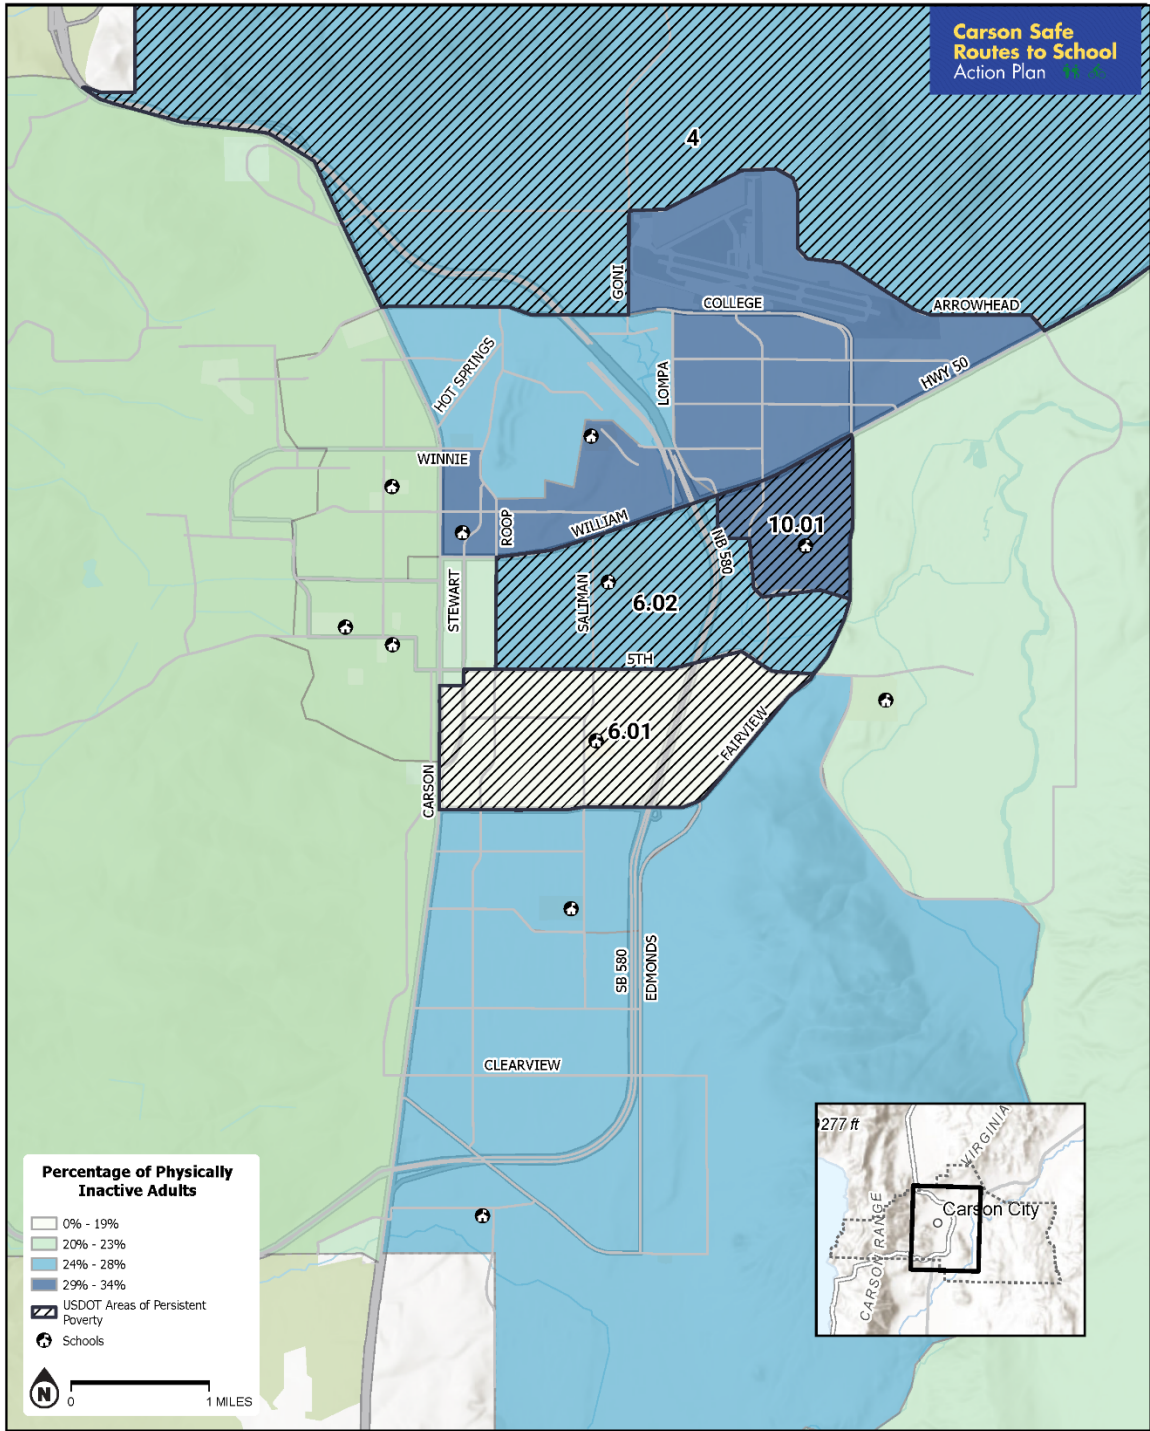 Carson Safe
Routes to School
Action Plan
4
GONI
COLLEGE
ARROWHEAD
HOT SPRINGS
LOMPA
HWY 50
WINNIE
ROOP
WILLIAM
10.01
NB 580
STEWART
SALIMAN
6.02
5TH
6.01
FAIRVIEW
CARSON
SB 580
EDMONDS
CLEARVIEW
Percentage of Physically
Inactive Adults
0% - 19%
20% - 23%
24% - 28%
29% - 34%
USDOT Areas of Persistent
Poverty
Schools
N
0
1 MILES
277 ft
VIRGINIA
CARSON RANGE
Carson City